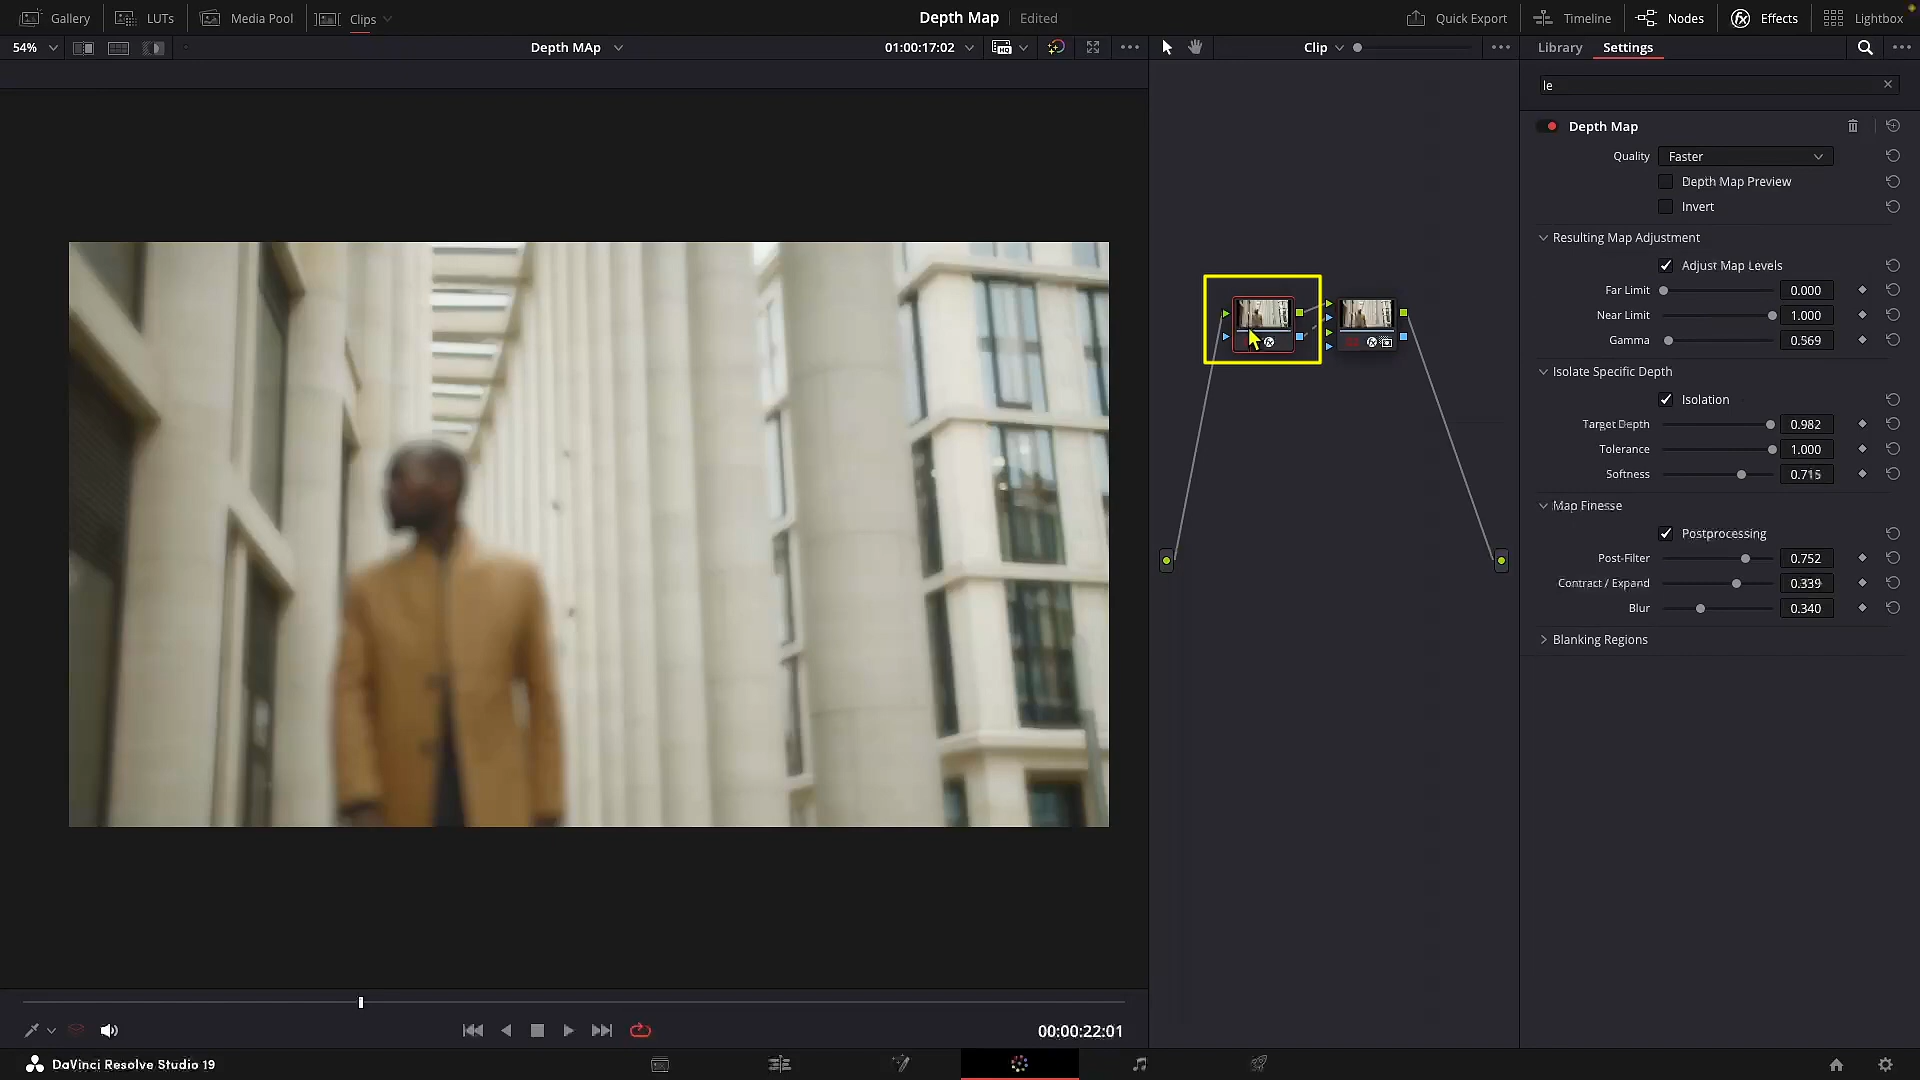 Gallery LUTs Media Pool Clips Depth Map Edited Quick Export Timeline Nodes Effects Lightbox
54% Depth MAp 01:00:17:02 Clip Library Settings
le
Depth Map
Quality Faster
Depth Map Preview
Invert
Resulting Map Adjustment
Adjust Map Levels
Far Limit 0.000
Near Limit 1.000
Gamma 0.569
Isolate Specific Depth
Isolation
Target Depth 0.982
Tolerance 1.000
Softness 0.715
Map Finesse
Postprocessing
Post-Filter 0.752
Contract / Expand 0.339
Blur 0.340
Blanking Regions
00:00:22:01
DaVinci Resolve Studio 19